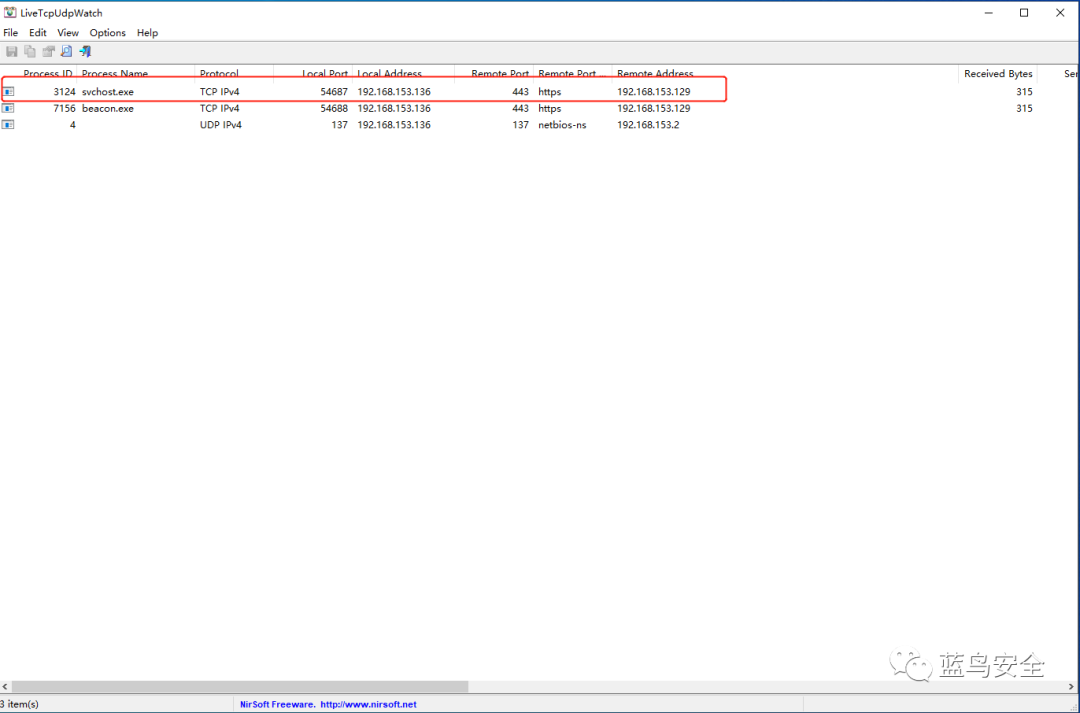 LiveTcpUdpWatch
File Edit View Options Help
Process ID Process Name Protocol Local Port Local Address Remote Port Remote Port ... Remote Address Received Bytes Ser
3124 svchost.exe TCP IPv4 54687 192.168.153.136 443 https 192.168.153.129 315
7156 beacon.exe TCP IPv4 54688 192.168.153.136 443 https 192.168.153.129 315
4 UDP IPv4 137 192.168.153.136 137 netbios-ns 192.168.153.2
蓝鸟安全
3 item(s) NirSoft Freeware. http://www.nirsoft.net